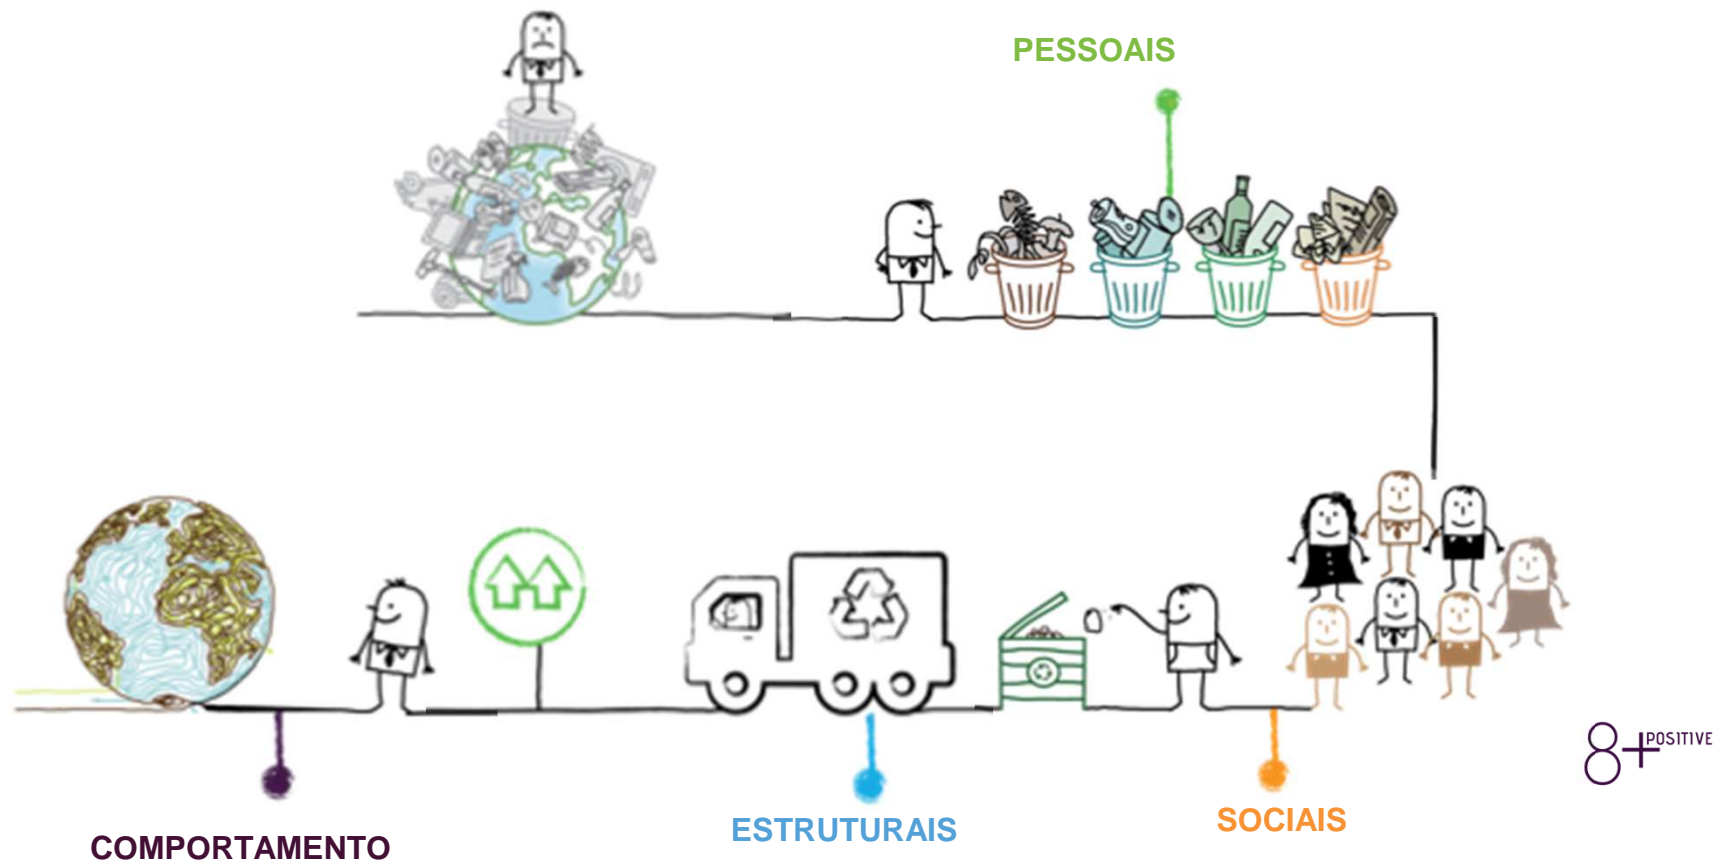 PESSOAIS
8+ POSITIVE
SOCIAIS
ESTRUTURAIS
COMPORTAMENTO